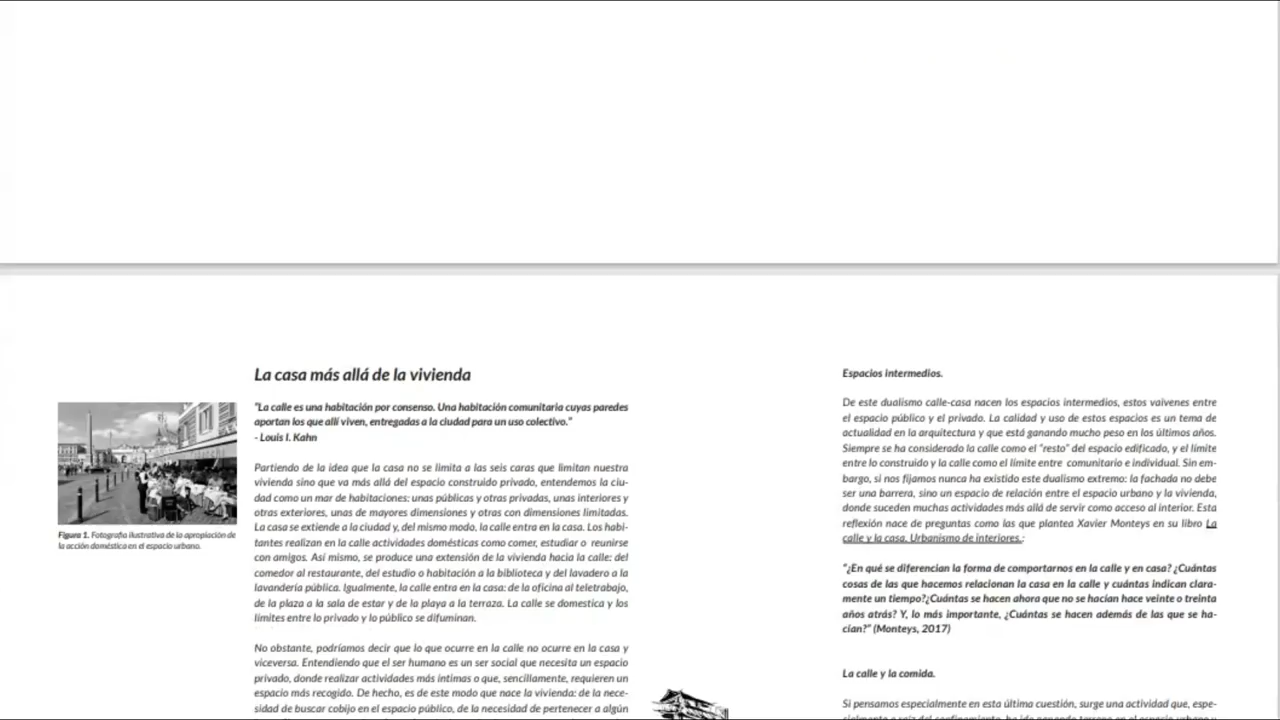 La casa más allá de la vivienda
"La calle es una habitación por consenso. Una habitación comunitaria cuyas paredes
aportan los que allí viven, entregadas a la ciudad para un uso colectivo."
- Louis I. Kahn
Partiendo de la idea que la casa no se limita a las seis caras que limitan nuestra
vivienda sino que va más allá del espacio construido privado, entendemos la ciu-
dad como un mar de habitaciones: unas públicas y otras privadas, unas interiores y
otras exteriores, unas de mayores dimensiones y otras con dimensiones limitadas.
La casa se extiende a la ciudad y, del mismo modo, la calle entra en la casa. Los habi-
tantes realizan en la calle actividades domésticas como comer, estudiar o reunirse
con amigos. Así mismo, se produce una extensión de la vivienda hacia la calle: del
comedor al restaurante, del estudio o habitación a la biblioteca y del lavadero a la
lavandería pública. Igualmente, la calle entra en la casa: de la oficina al teletrabajo,
de la plaza a la sala de estar y de la playa a la terraza. La calle se domestica y los
límites entre lo privado y lo público se difuminan.
No obstante, podríamos decir que lo que ocurre en la calle no ocurre en la casa y
viceversa. Entendiendo que el ser humano es un ser social que necesita un espacio
privado, donde realizar actividades más íntimas o que, sencillamente, requieren un
espacio más recogido. De hecho, es de este modo que nace la vivienda: de la nece-
sidad de buscar cobijo en el espacio público, de la necesidad de pertenecer a algún
Figura 1. Fotografía ilustrativa de la apropiación de
la acción doméstica en el espacio urbano.
Espacios intermedios.
De este dualismo calle-casa nacen los espacios intermedios, estos vaivenes entre
el espacio público y el privado. La calidad y uso de estos espacios es un tema de
actualidad en la arquitectura y que está ganando mucho peso en los últimos años.
Siempre se ha considerado la calle como el "resto" del espacio edificado, y el límite
entre lo construido y la calle como el límite entre comunitario e individual. Sin em-
bargo, si nos fijamos nunca ha existido este dualismo extremo: la fachada no debe
ser una barrera, sino un espacio de relación entre el espacio urbano y la vivienda,
donde suceden muchas actividades más allá de servir como acceso al interior. Esta
reflexión nace de preguntas como las que plantea Xavier Monteys en su libro La
calle y la casa. Urbanismo de interiores.:
"¿En qué se diferencian la forma de comportarnos en la calle y en casa? ¿Cuántas
cosas de las que hacemos relacionan la casa en la calle y cuántas indican clara-
mente un tiempo?¿Cuántas se hacen ahora que no se hacían hace veinte o treinta
años atrás? Y, lo más importante, ¿Cuántas se hacen además de las que se ha-
cían?" (Monteys, 2017)
La calle y la comida.
Si pensamos especialmente en esta última cuestión, surge una actividad que, espe-